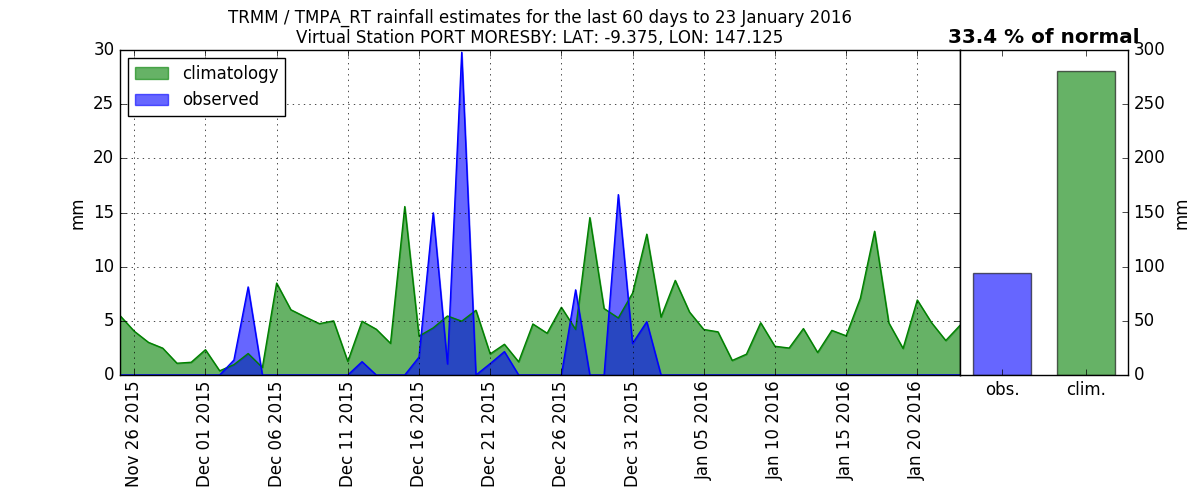 TRMM / TMPA_RT rainfall estimates for the last 60 days to 23 January 2016
Virtual Station PORT MORESBY: LAT: -9.375, LON: 147.125
33.4 % of normal
climatology
observed
mm
30
25
20
15
10
5
0
Nov 26 2015
Dec 01 2015
Dec 06 2015
Dec 11 2015
Dec 16 2015
Dec 21 2015
Dec 26 2015
Dec 31 2015
Jan 05 2016
Jan 10 2016
Jan 15 2016
Jan 20 2016
obs.
clim.
300
250
200
150
100
50
0
mm